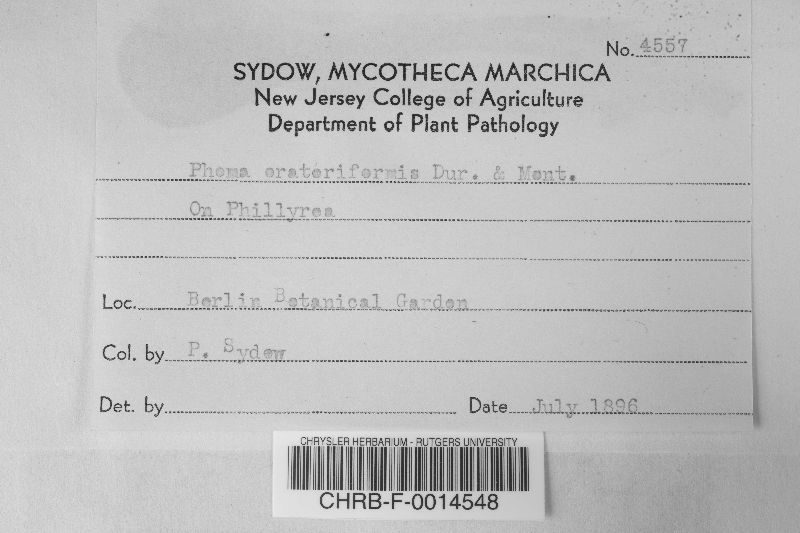 No. 4557
SYDOW, MYCOTHECA MARCHICA
New Jersey College of Agriculture
Department of Plant Pathology
Phoma crateriformis Dur. & Mont.
On Phillyrea
Loc. Berlin Botanical Garden
Col. by P. Sydow
Det. by
Date July 1896
CHRYSLER HERBARIUM - RUTGERS UNIVERSITY
CHRB-F-0014548